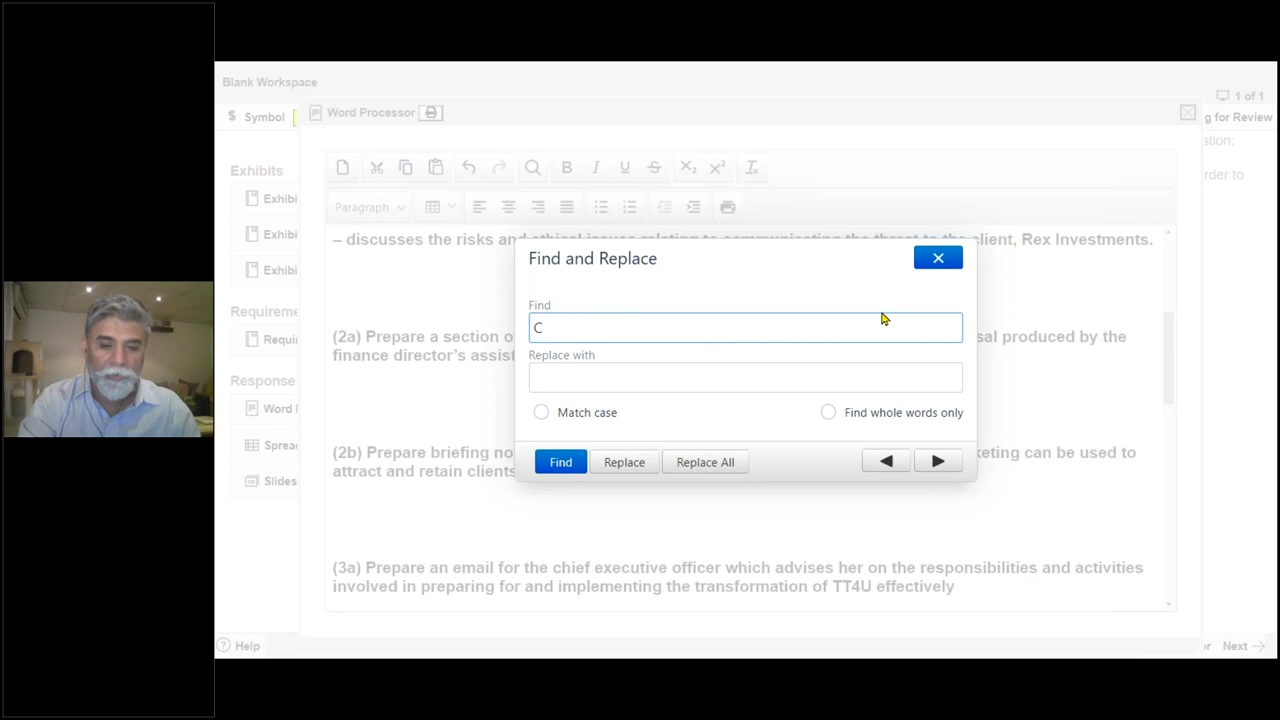 Blank Workspace
1 of 1
$ Symbol
Word Processor
g for Review
stion:
rder to
Exhibits
Exhibi
Exhibi
Exhibi
Requireme
Requi
Response
Word
Sprea
Slides
Paragraph
– discusses the risks and ethical issues relating to communicating the threat to the client, Rex Investments.
(2a) Prepare a section o
sal produced by the
finance director's assist
(2b) Prepare briefing no
keting can be used to
attract and retain clients
(3a) Prepare an email for the chief executive officer which advises her on the responsibilities and activities
involved in preparing for and implementing the transformation of TT4U effectively
Find and Replace
Find
C
Replace with
Match case
Find whole words only
Find
Replace
Replace All
Help
or
Next